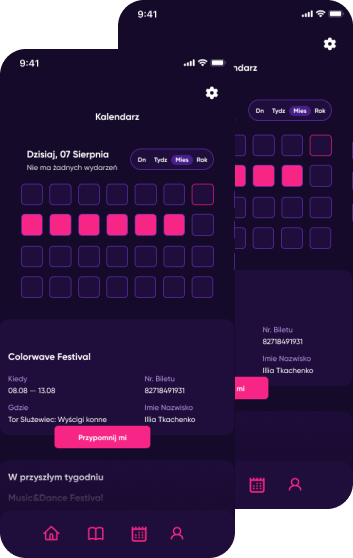 9:41
Kalendarz
Dzisiaj, 07 Sierpnia
Nie ma żadnych wydarzeń
Dn Tydz Mies Rok
Colorwave Festival
Kiedy Nr. Biletu
08.08 — 13.08 82718491931
Gdzie Imie Nazwisko
Tor Służewiec: Wyścigi konne Illia Tkachenko
Przypomnij mi
W przyszłym tygodniu
Music&Dance Festival
9:41
ndarz
Dn Tydz Mies Rok
Nr. Biletu
82718491931
Imie Nazwisko
Illia Tkachenko
mi